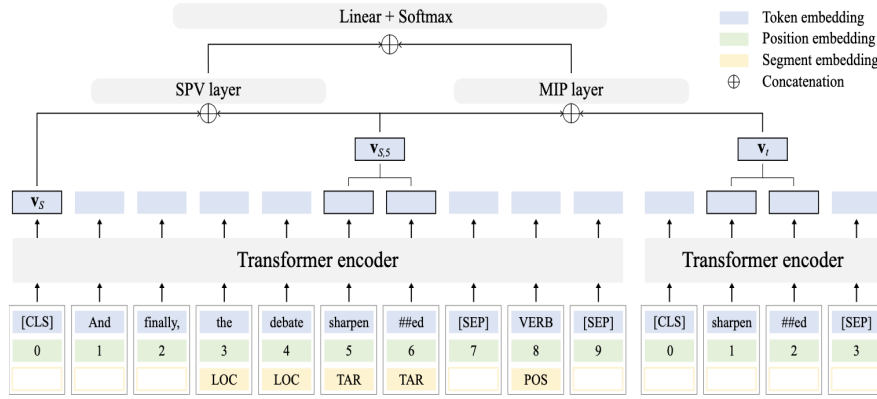 Linear + Softmax
Token embedding
Position embedding
Segment embedding
Concatenation
SPV layer
MIP layer
v_{S,5}
v_t
v_S
Transformer encoder
Transformer encoder
[CLS] And finally, the debate sharpen ##ed [SEP] VERB [SEP]
[CLS] sharpen ##ed [SEP]
0 1 2 3 4 5 6 7 8 9
0 1 2 3
LOC LOC TAR TAR POS